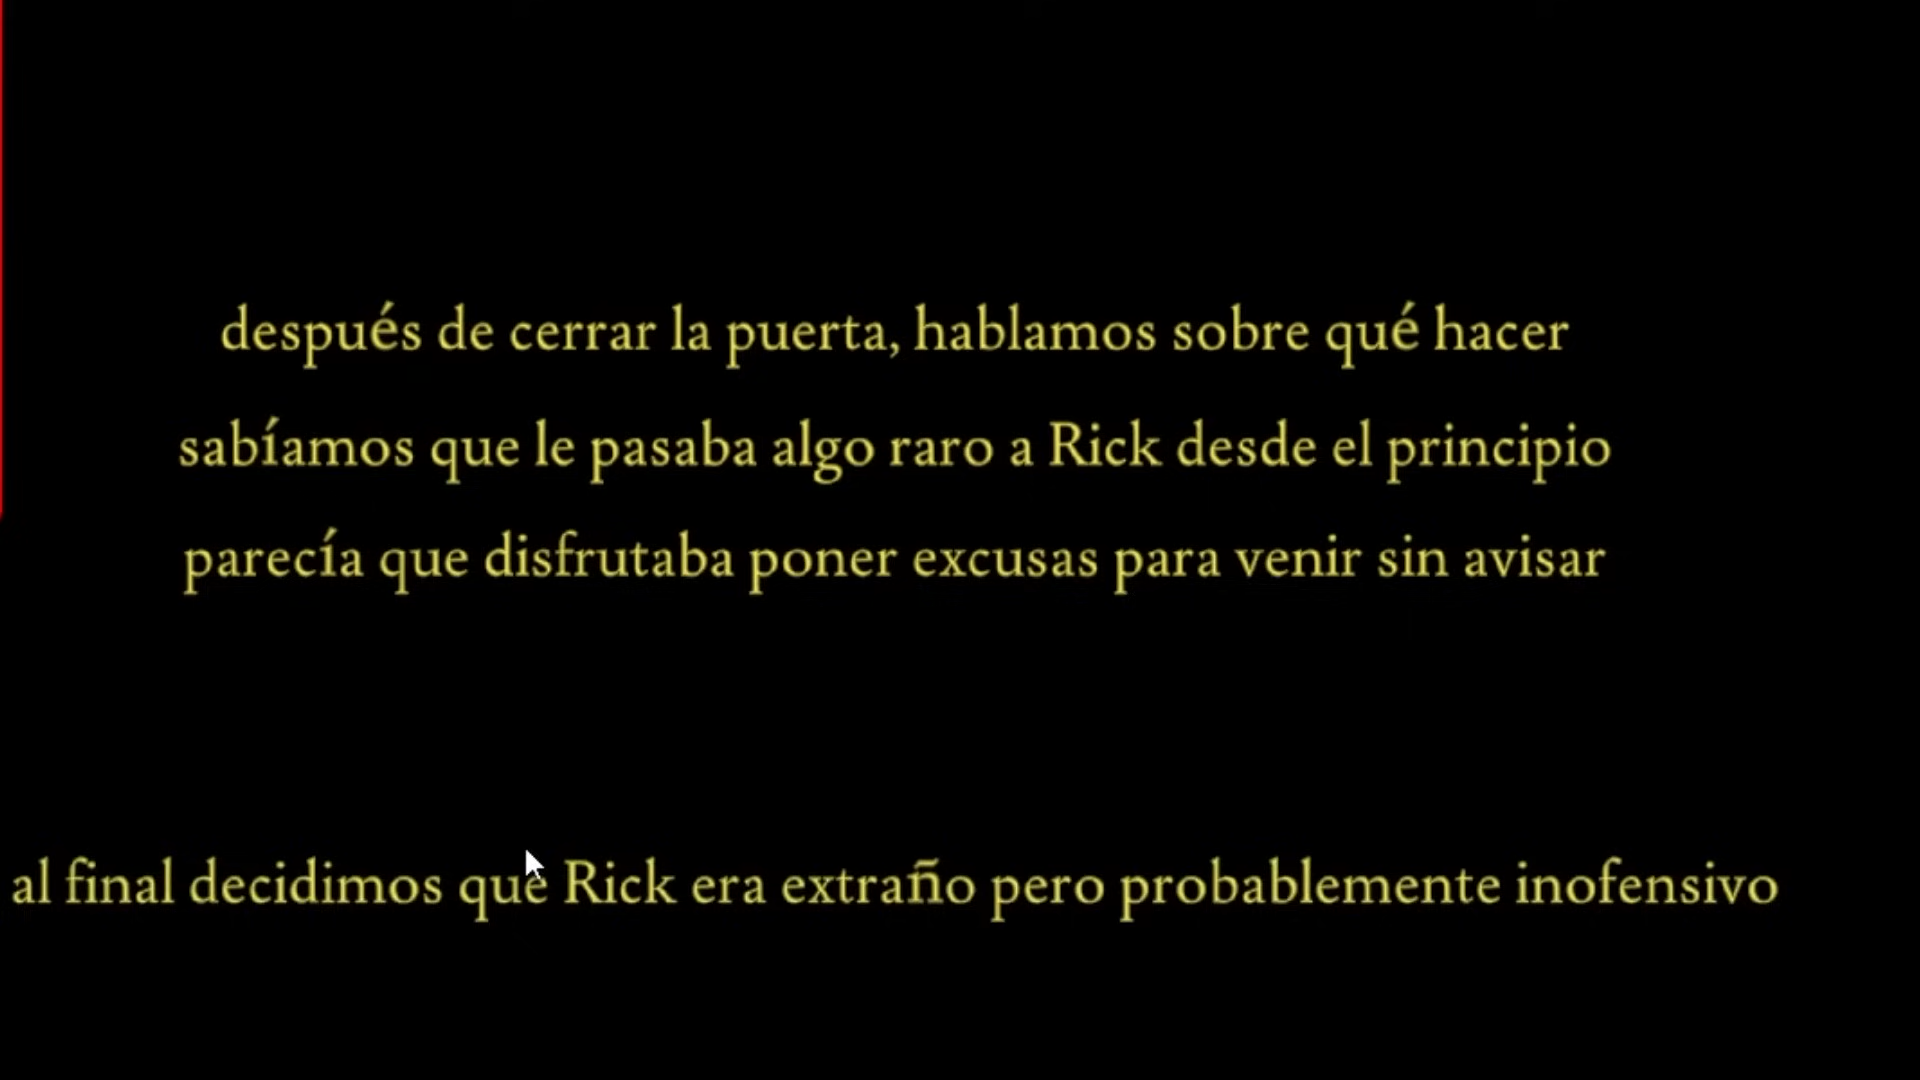 después de cerrar la puerta, hablamos sobre qué hacer
sabíamos que le pasaba algo raro a Rick desde el principio
parecía que disfrutaba poner excusas para venir sin avisar
al final decidimos que Rick era extraño pero probablemente inofensivo